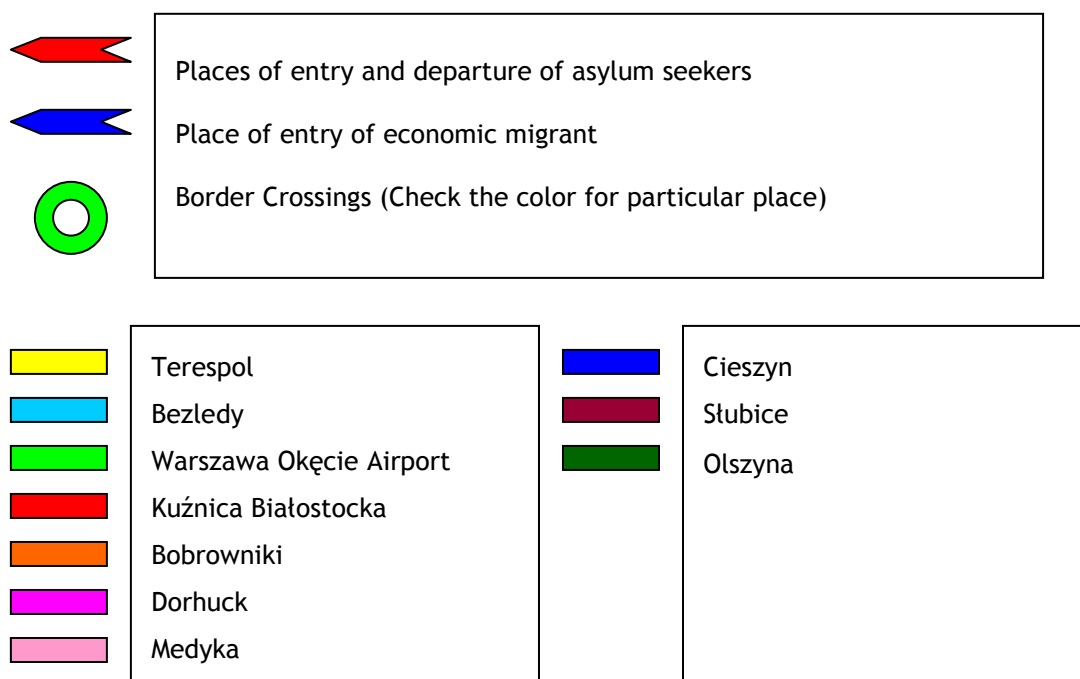 Places of entry and departure of asylum seekers
Place of entry of economic migrant
Border Crossings (Check the color for particular place)
Terespol
Bezledy
Warszawa Okęcie Airport
Kuźnica Białostocka
Bobrowniki
Dorhuck
Medyka
Cieszyn
Słubice
Olszyna